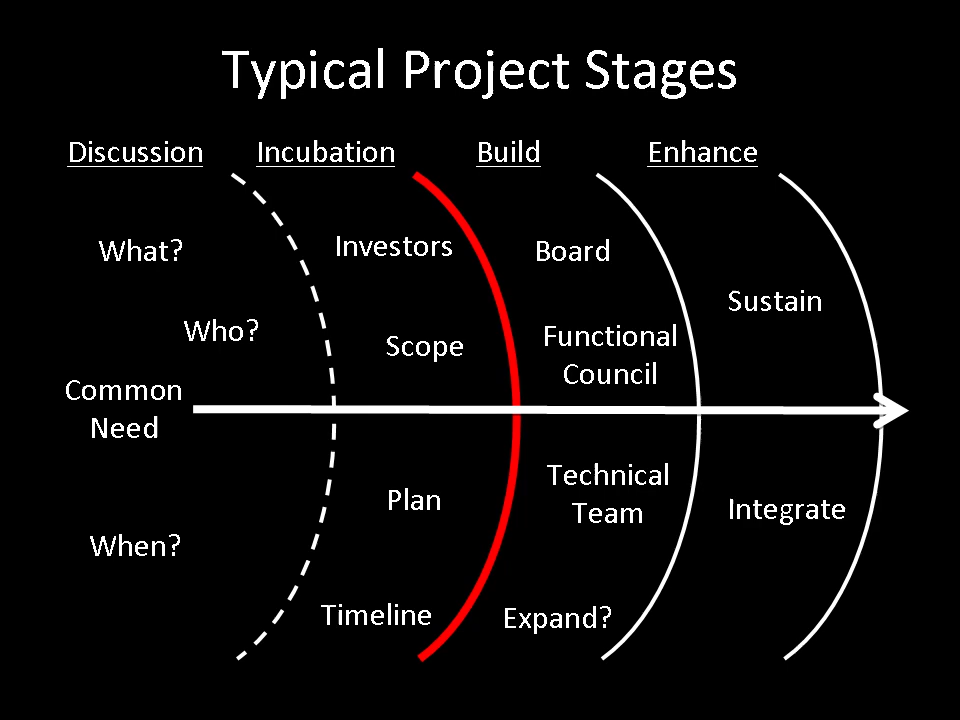 Typical Project Stages
Discussion
Incubation
Build
Enhance
What?
Who?
Common
Need
When?
Investors
Scope
Plan
Timeline
Board
Functional
Council
Technical
Team
Expand?
Sustain
Integrate